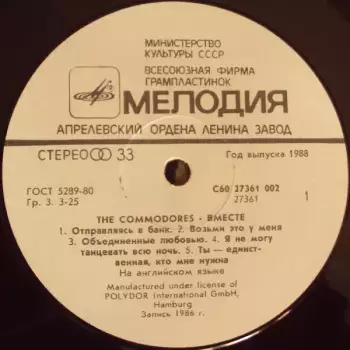 МИНИСТЕРСТВО
КУЛЬТУРЫ СССР
ВСЕСОЮЗНАЯ ФИРМА
ГРАМПЛАСТИНОК
МЕЛОДИЯ
АПРЕЛЕВСКИЙ ОРДЕНА ЛЕНИНА ЗАВОД
СТЕРЕО 33
Год выпуска 1988
ГОСТ 5289-80
С60 27361 002
Гр. 3. 3-25
27361
1
THE COMMODORES - ВМЕСТЕ
1. Отправляясь в банк. 2. Возьми это у меня
3. Объединенные любовью. 4. Я не могу
танцевать всю ночь. 5. Ты — единст-
венная, кто мне нужна
На английском языке
Manufactured under license of
POLYDOR International GmbH,
Hamburg
Запись 1986 г.